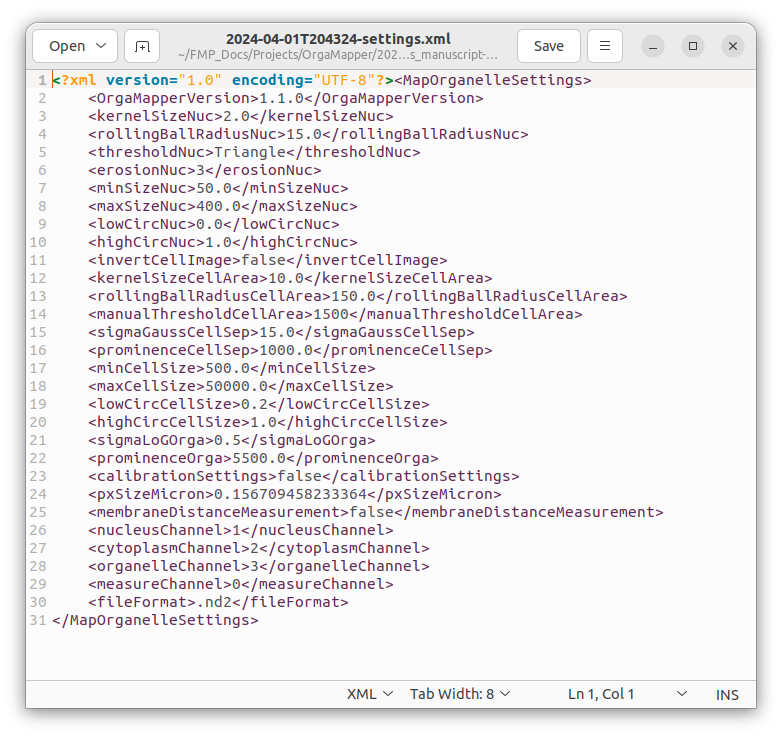 Open
2024-04-01T204324-settings.xml
~/FMP_Docs/Projects/OrgaMapper/202…s_manuscript-…
Save
1 <?xml version="1.0" encoding="UTF-8"?><MapOrganelleSettings>
2     <OrgaMapperVersion>1.1.0</OrgaMapperVersion>
3     <kernelSizeNuc>2.0</kernelSizeNuc>
4     <rollingBallRadiusNuc>15.0</rollingBallRadiusNuc>
5     <thresholdNuc>Triangle</thresholdNuc>
6     <erosionNuc>3</erosionNuc>
7     <minSizeNuc>50.0</minSizeNuc>
8     <maxSizeNuc>400.0</maxSizeNuc>
9     <lowCircNuc>0.0</lowCircNuc>
10     <highCircNuc>1.0</highCircNuc>
11     <invertCellImage>false</invertCellImage>
12     <kernelSizeCellArea>10.0</kernelSizeCellArea>
13     <rollingBallRadiusCellArea>150.0</rollingBallRadiusCellArea>
14     <manualThresholdCellArea>1500</manualThresholdCellArea>
15     <sigmaGaussCellSep>15.0</sigmaGaussCellSep>
16     <prominenceCellSep>1000.0</prominenceCellSep>
17     <minCellSize>500.0</minCellSize>
18     <maxCellSize>50000.0</maxCellSize>
19     <lowCircCellSize>0.2</lowCircCellSize>
20     <highCircCellSize>1.0</highCircCellSize>
21     <sigmaLoGOrga>0.5</sigmaLoGOrga>
22     <prominenceOrga>5500.0</prominenceOrga>
23     <calibrationSettings>false</calibrationSettings>
24     <pxSizeMicron>0.156709458233364</pxSizeMicron>
25     <membraneDistanceMeasurement>false</membraneDistanceMeasurement>
26     <nucleusChannel>1</nucleusChannel>
27     <cytoplasmChannel>2</cytoplasmChannel>
28     <organelleChannel>3</organelleChannel>
29     <measureChannel>0</measureChannel>
30     <fileFormat>.nd2</fileFormat>
31 </MapOrganelleSettings>
XML Tab Width: 8 Ln 1, Col 1 INS